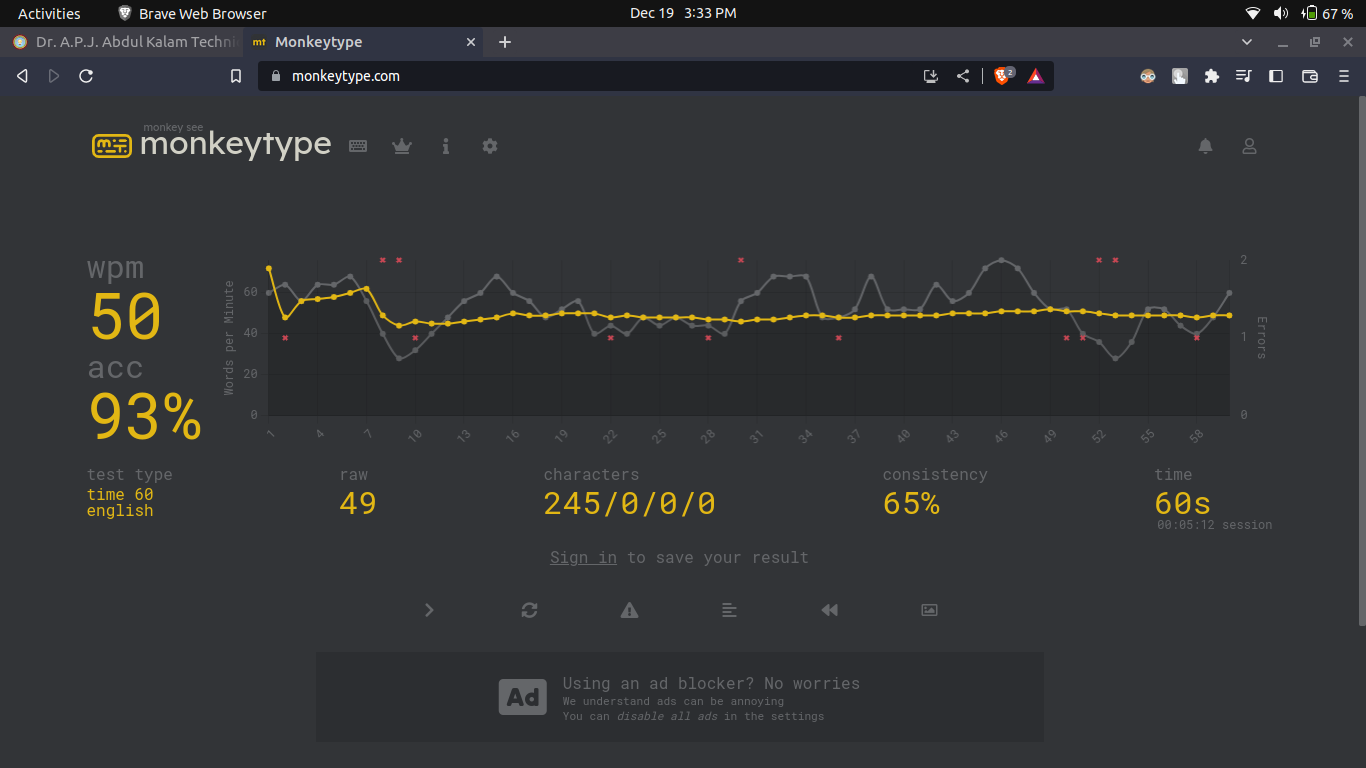 Activities Brave Web Browser Dec 19 3:33 PM 67 %
Dr. A.P.J. Abdul Kalam Techni Monkeytype
monkeytype.com 2
monkey see
monkeytype
wpm
50
acc
93%
Words per Minute
60
40
20
0
2
1
0
Errors
1 4 7 10 13 16 19 22 25 28 31 34 37 40 43 46 49 52 55 58
test type raw characters consistency time
time 60
english
49 245/0/0/0 65% 60s
00:05:12 session
Sign in to save your result
Ad
Using an ad blocker? No worries
We understand ads can be annoying
You can disable all ads in the settings